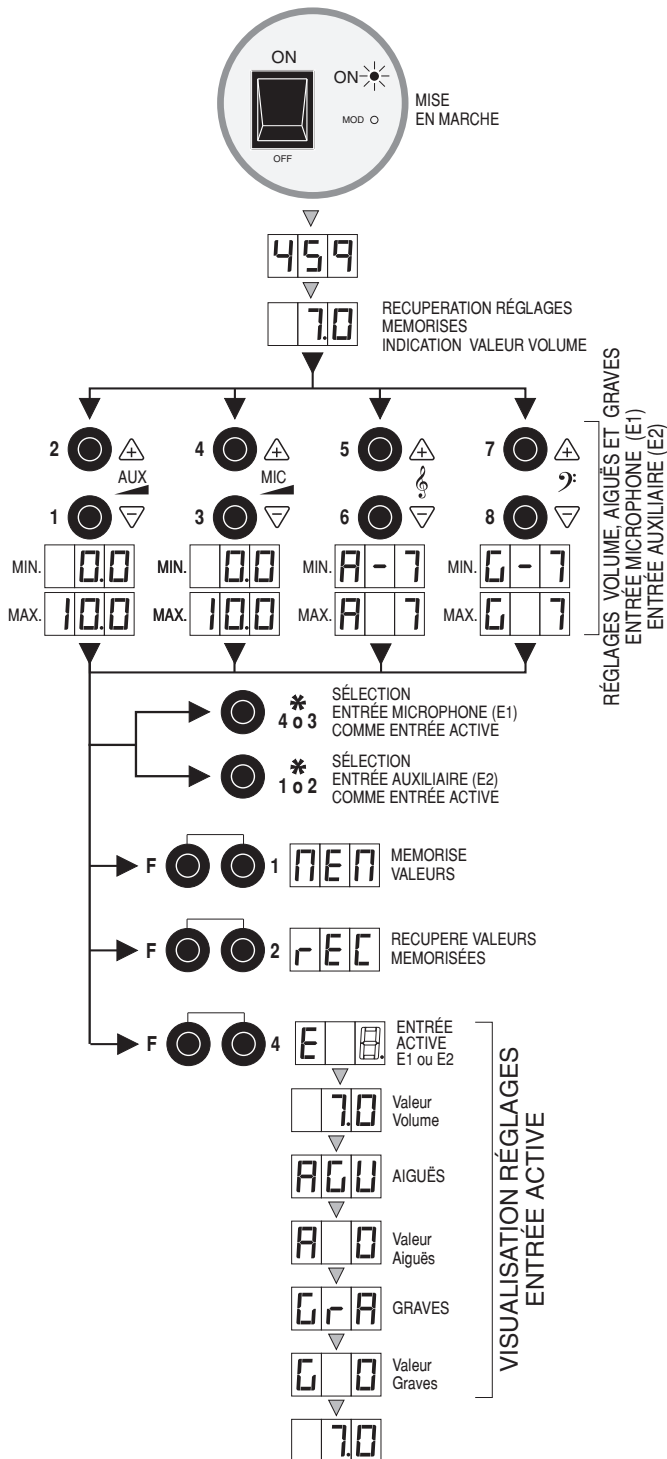 ON
ON
MOD
OFF
MISE
EN MARCHE
459
7.0
RECUPERATION RÉGLAGES
MEMORISES
INDICATION VALEUR VOLUME
2 +
AUX
1 −
4 +
MIC
3 −
5 +
6 −
7 +
8 −
MIN. 0.0
MAX. 10.0
MIN. 0.0
MAX. 10.0
MIN. A-7
MAX. A 7
MIN. G-7
MAX. G 7
RÉGLAGES VOLUME, AIGUËS ET GRAVES
ENTRÉE MICROPHONE (E1)
ENTRÉE AUXILIAIRE (E2)
*
4 o 3
SÉLECTION
ENTRÉE MICROPHONE (E1)
COMME ENTRÉE ACTIVE
*
1 o 2
SÉLECTION
ENTRÉE AUXILIAIRE (E2)
COMME ENTRÉE ACTIVE
F 1 MEM
MEMORISE
VALEURS
F 2 rEC
RECUPERE VALEURS
MEMORISÉES
F 4 E 8.
ENTRÉE
ACTIVE
E1 ou E2
7.0
Valeur
Volume
AGU
AIGUËS
A 0
Valeur
Aiguës
GrA
GRAVES
G 0
Valeur
Graves
7.0
VISUALISATION RÉGLAGES
ENTRÉE ACTIVE